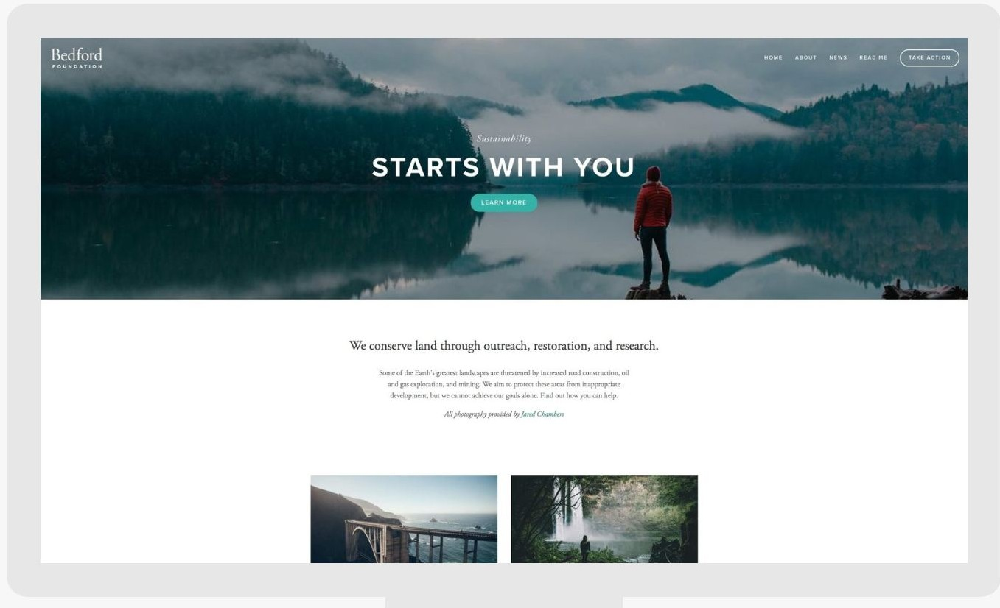 Bedford
FOUNDATION
HOME ABOUT NEWS READ ME TAKE ACTION
Sustainability
STARTS WITH YOU
LEARN MORE
We conserve land through outreach, restoration, and research.
Some of the Earth's greatest landscapes are threatened by increased road construction, oil
and gas exploration, and mining. We aim to protect these areas from inappropriate
development, but we cannot achieve our goals alone. Find out how you can help.
All photography provided by Jared Chambers